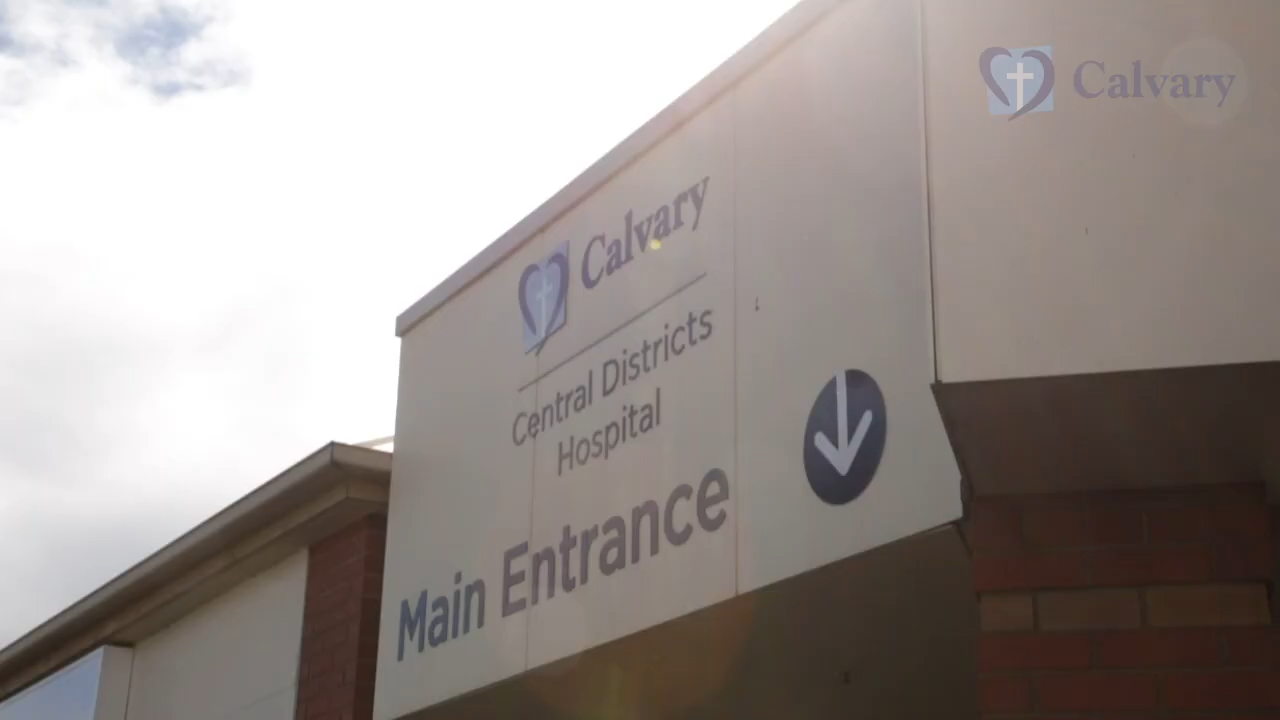 Calvary
Calvary
Central Districts
Hospital
Main Entrance